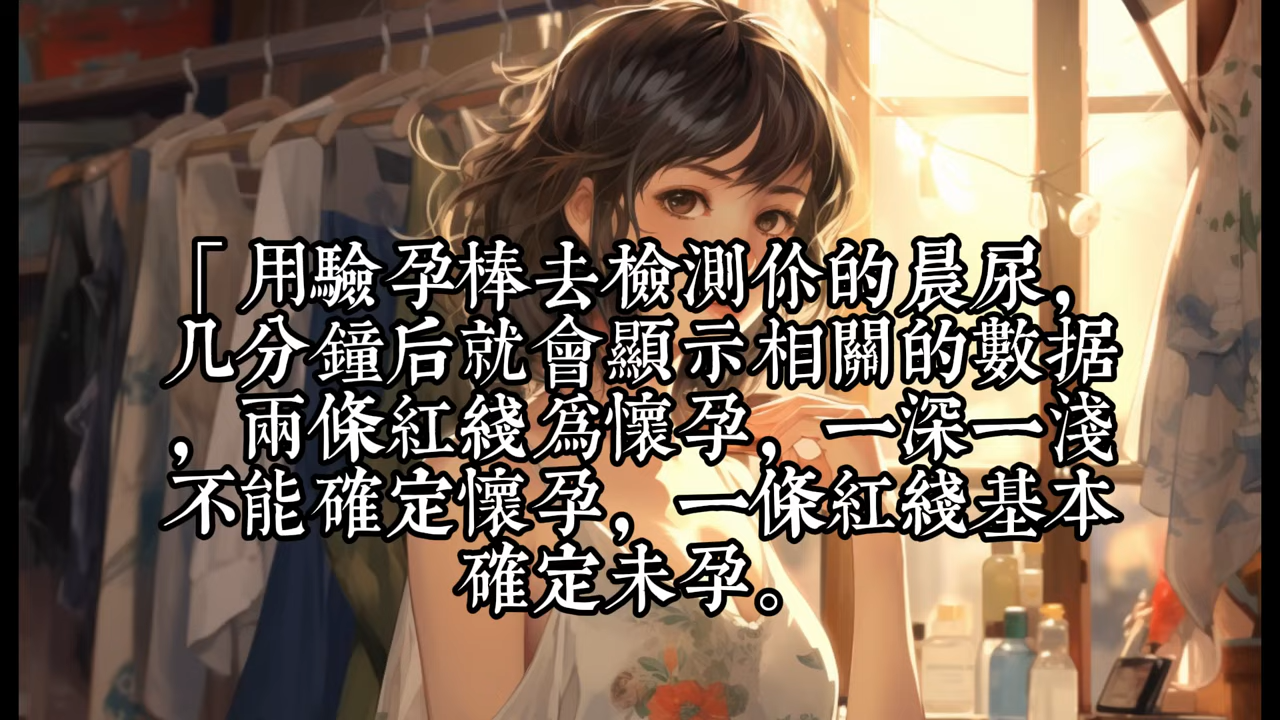 「用驗孕棒去檢測你的晨尿,
几分鐘后就會顯示相關的數据
,兩條紅綫爲懷孕,一深一淺
不能確定懷孕,一條紅綫基本
確定未孕。